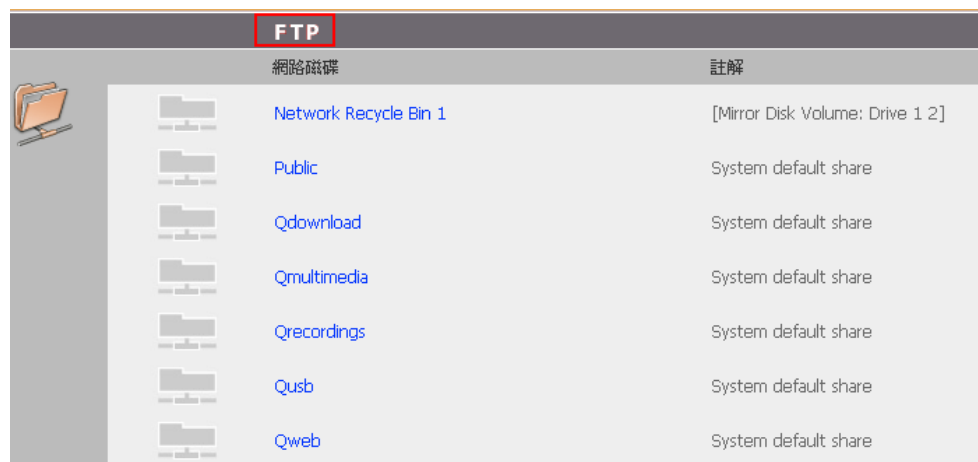 FTP
網路磁碟 註解
Network Recycle Bin 1 [Mirror Disk Volume: Drive 1 2]
Public System default share
Qdownload System default share
Qmultimedia System default share
Qrecordings System default share
Qusb System default share
Qweb System default share